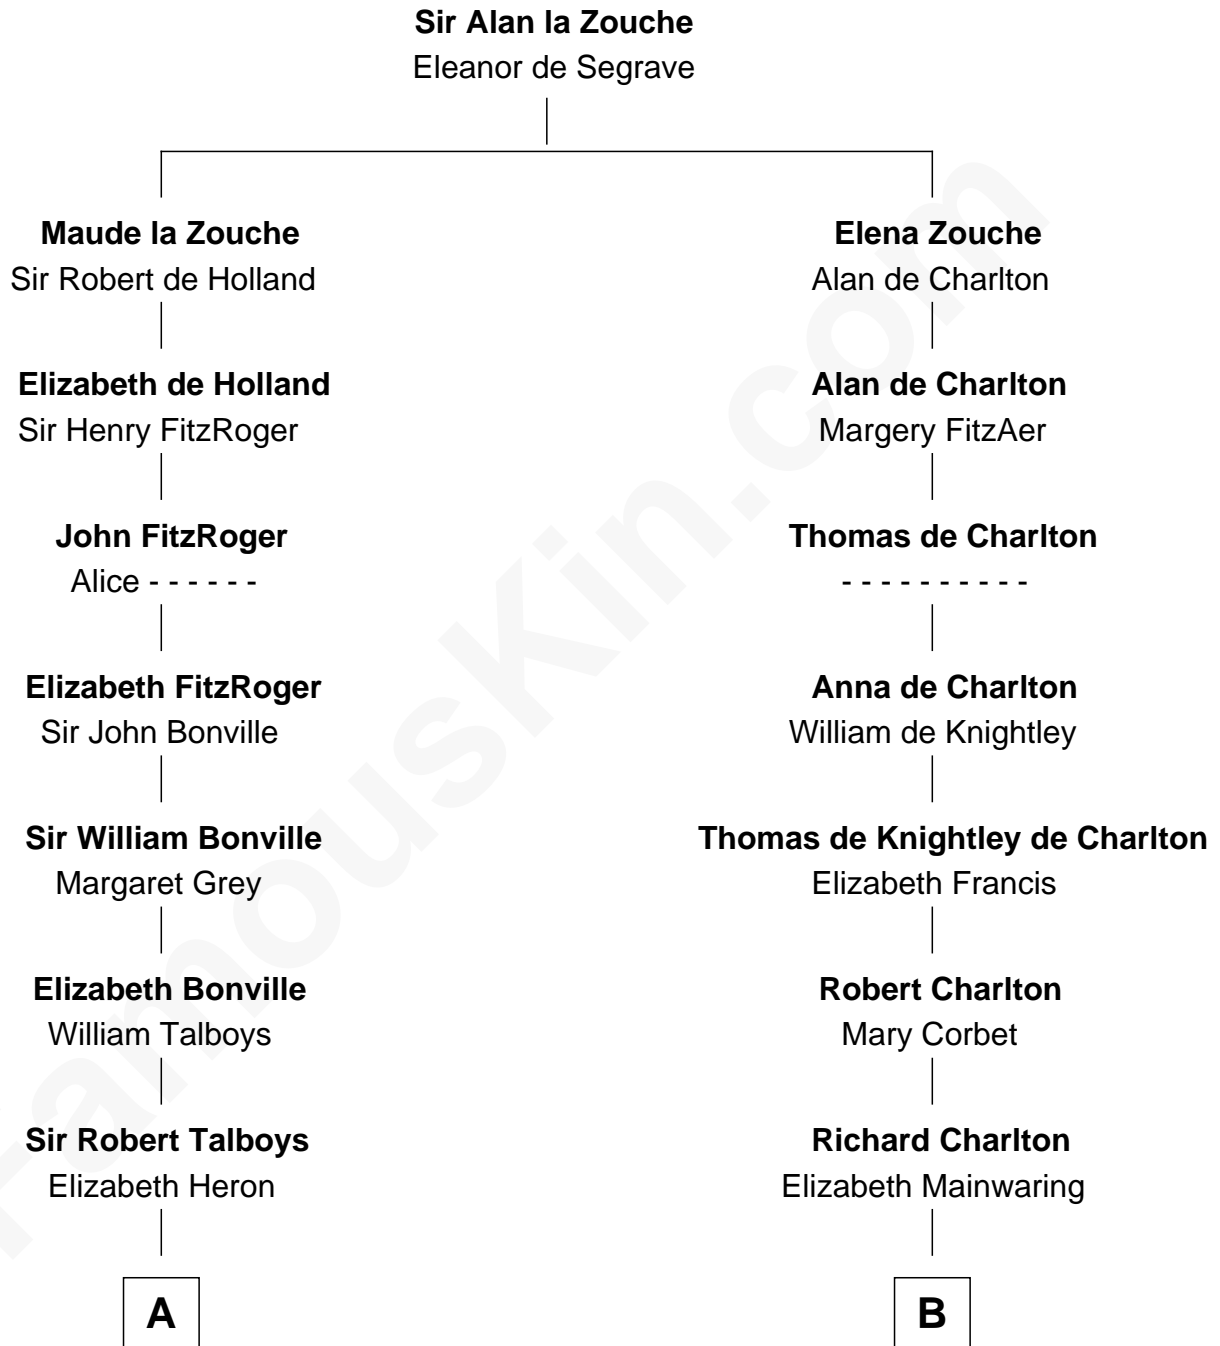 Sir Alan la Zouche
Eleanor de Segrave
Maude la Zouche
Sir Robert de Holland
Elena Zouche
Alan de Charlton
Elizabeth de Holland
Sir Henry FitzRoger
Alan de Charlton
Margery FitzAer
John FitzRoger
Alice - - - - - -
Thomas de Charlton
- - - - - - - - - -
Elizabeth FitzRoger
Sir John Bonville
Anna de Charlton
William de Knightley
Sir William Bonville
Margaret Grey
Thomas de Knightley de Charlton
Elizabeth Francis
Elizabeth Bonville
William Talboys
Robert Charlton
Mary Corbet
Sir Robert Talboys
Elizabeth Heron
Richard Charlton
Elizabeth Mainwaring
A
B
FamousKin.com